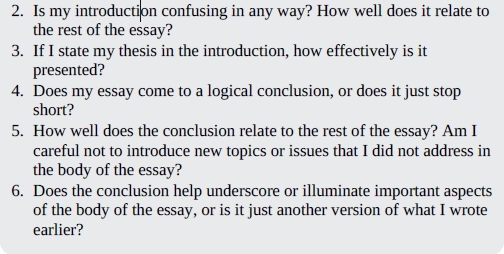 2. Is my introduction confusing in any way? How well does it relate to
the rest of the essay?
3. If I state my thesis in the introduction, how effectively is it
presented?
4. Does my essay come to a logical conclusion, or does it just stop
short?
5. How well does the conclusion relate to the rest of the essay? Am I
careful not to introduce new topics or issues that I did not address in
the body of the essay?
6. Does the conclusion help underscore or illuminate important aspects
of the body of the essay, or is it just another version of what I wrote
earlier?